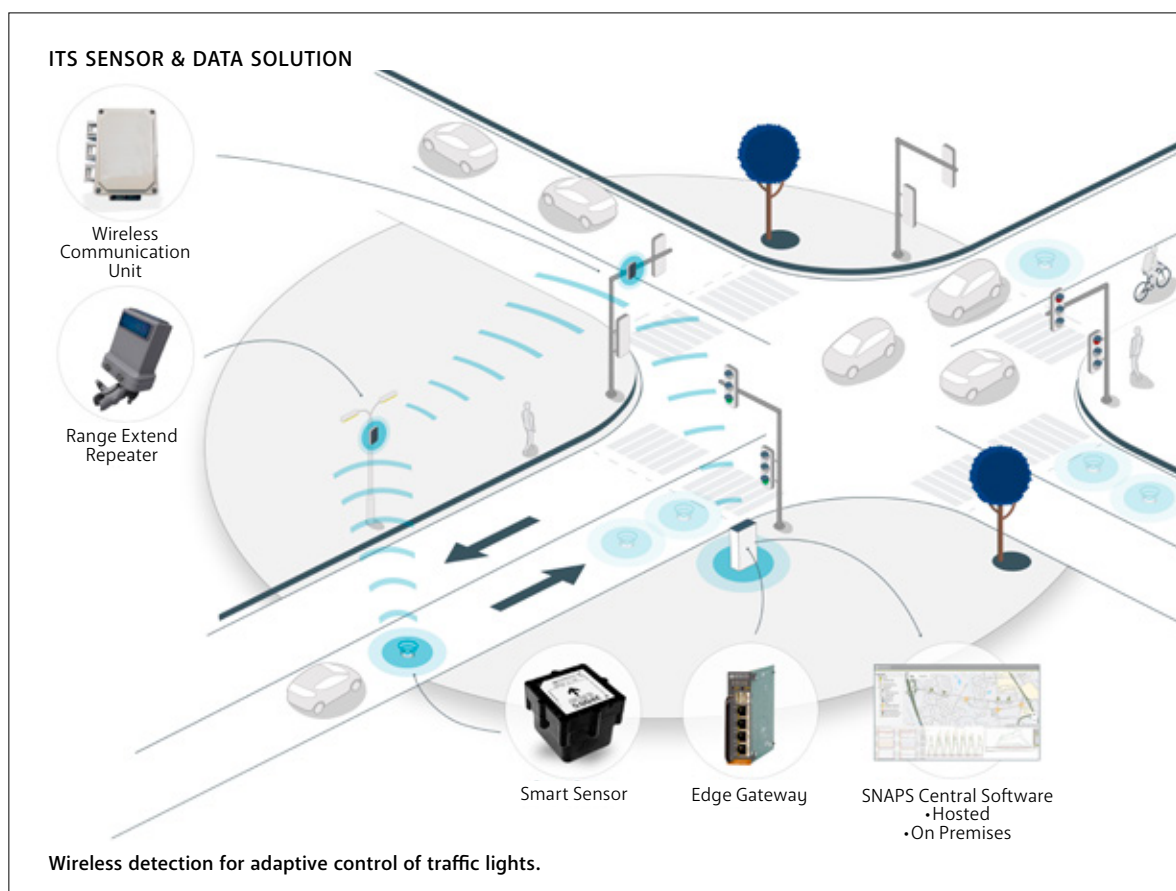 ITS SENSOR & DATA SOLUTION
Wireless
Communication
Unit
Range Extend
Repeater
Smart Sensor
Edge Gateway
SNAPS Central Software
•Hosted
•On Premises
Wireless detection for adaptive control of traffic lights.